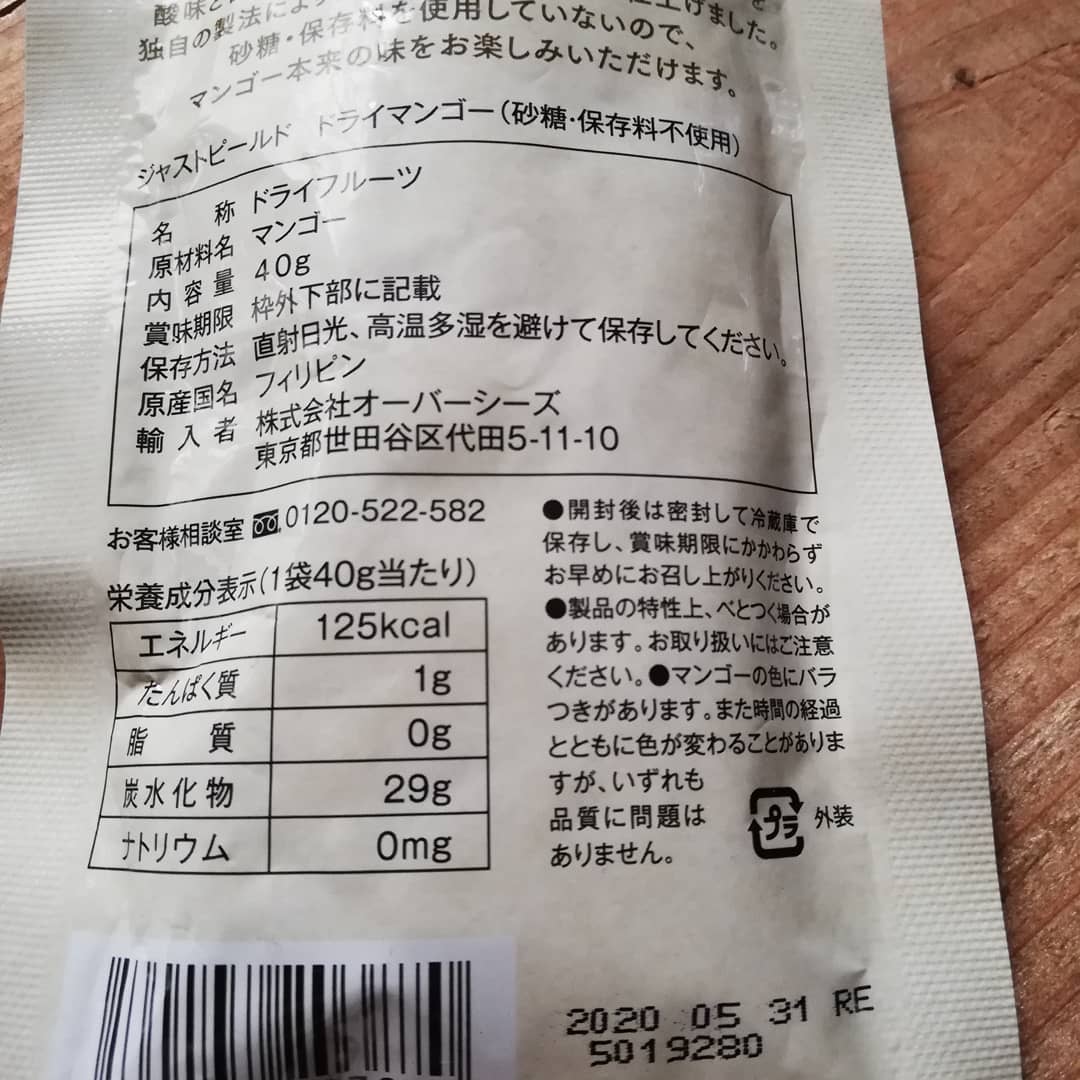 酸味と
仕上げました。
独自の製法によ
砂糖・保存料を使用していないので、
マンゴー本来の味をお楽しみいただけます。
ジャストピールド ドライマンゴー(砂糖・保存料不使用)
名称 ドライフルーツ
原材料名 マンゴー
内容量 40g
賞味期限 枠外下部に記載
保存方法 直射日光、高温多湿を避けて保存してください。
原産国名 フィリピン
輸入者 株式会社オーバーシーズ
東京都世田谷区代田5-11-10
お客様相談室 0120-522-582
栄養成分表示(1袋40g当たり)
エネルギー 125kcal
たんぱく質 1g
脂質 0g
炭水化物 29g
ナトリウム 0mg
●開封後は密封して冷蔵庫で
保存し、賞味期限にかかわらず
お早めにお召し上がりください。
●製品の特性上、べとつく場合が
あります。お取り扱いにはご注意
ください。●マンゴーの色にバラ
つきがあります。また時間の経過
とともに色が変わることがありま
すが、いずれも
品質に問題は
ありません。
プラ 外装
2020 05 31 RE
5019280